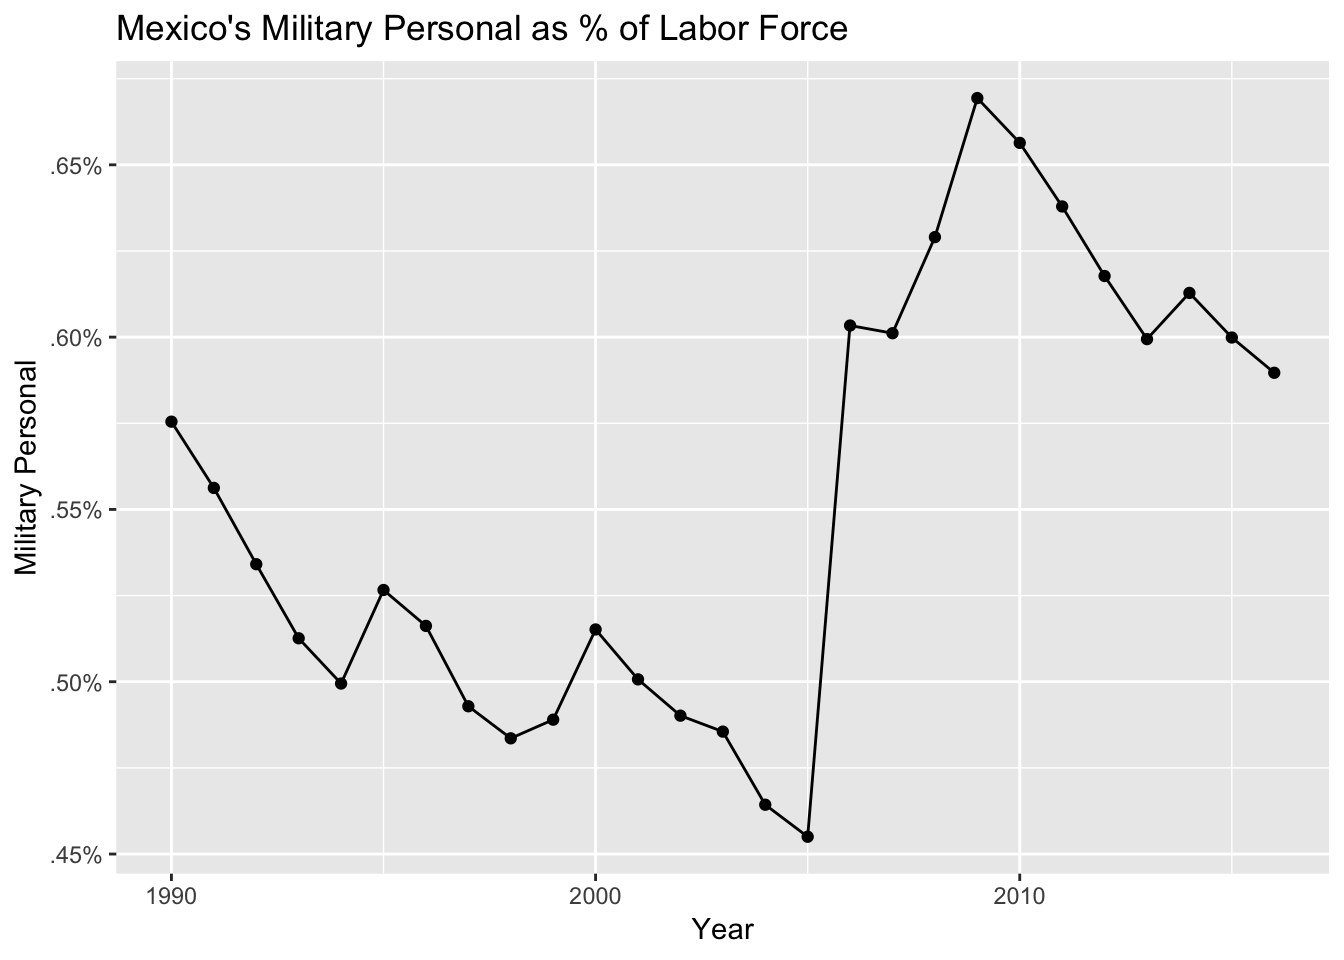 Mexico's Military Personal as % of Labor Force
Military Personal
.65%
.60%
.55%
.50%
.45%
1990 2000 2010
Year